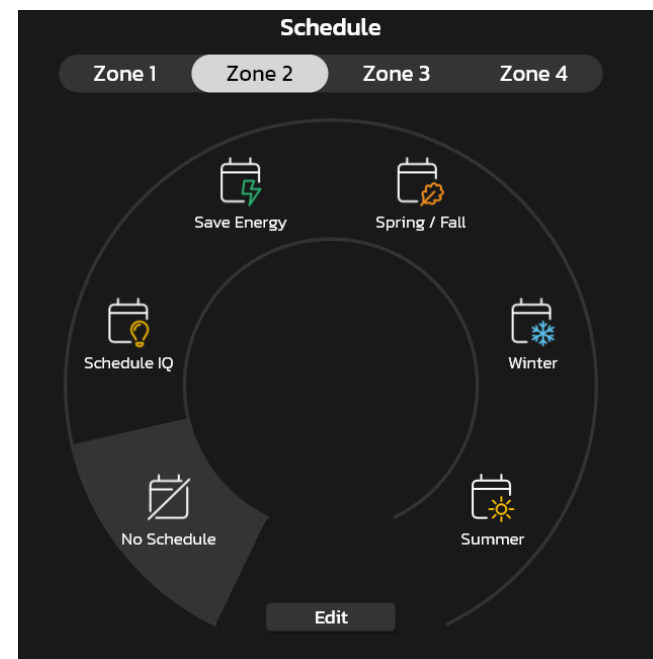 Schedule
Zone 1
Zone 2
Zone 3
Zone 4
Save Energy
Spring / Fall
Schedule IQ
Winter
No Schedule
Summer
Edit